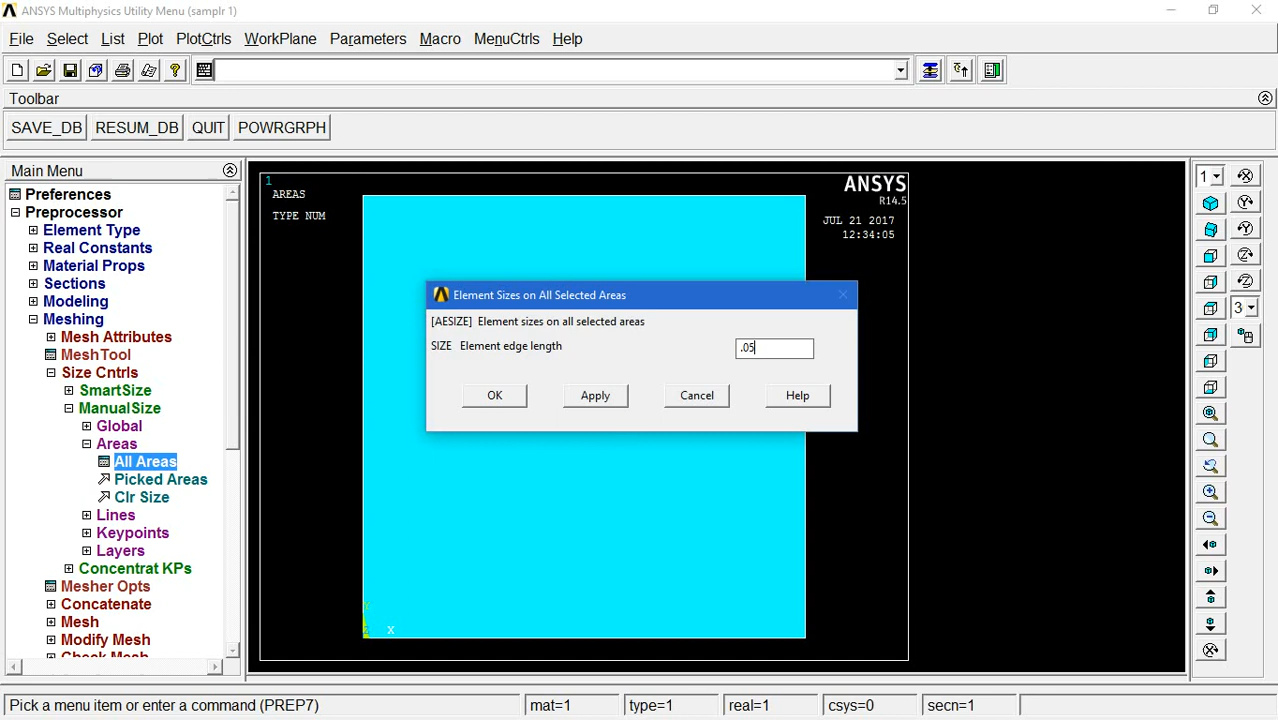 ANSYS Multiphysics Utility Menu (samplr 1)
File Select List Plot PlotCtrls WorkPlane Parameters Macro MenuCtrls Help
Toolbar
SAVE_DB RESUM_DB QUIT POWRGRPH
Main Menu
Preferences
Preprocessor
Element Type
Real Constants
Material Props
Sections
Modeling
Meshing
Mesh Attributes
MeshTool
Size Cntrls
SmartSize
ManualSize
Global
Areas
All Areas
Picked Areas
Clr Size
Lines
Keypoints
Layers
Concentrat KPs
Mesher Opts
Concatenate
Mesh
Modify Mesh
Check Mesh
1
AREAS
TYPE NUM
ANSYS
R14.5
JUL 21 2017
12:34:05
Element Sizes on All Selected Areas
[AESIZE] Element sizes on all selected areas
SIZE Element edge length .05
OK Apply Cancel Help
Y
Z X
1
3
Pick a menu item or enter a command (PREP7) mat=1 type=1 real=1 csys=0 secn=1